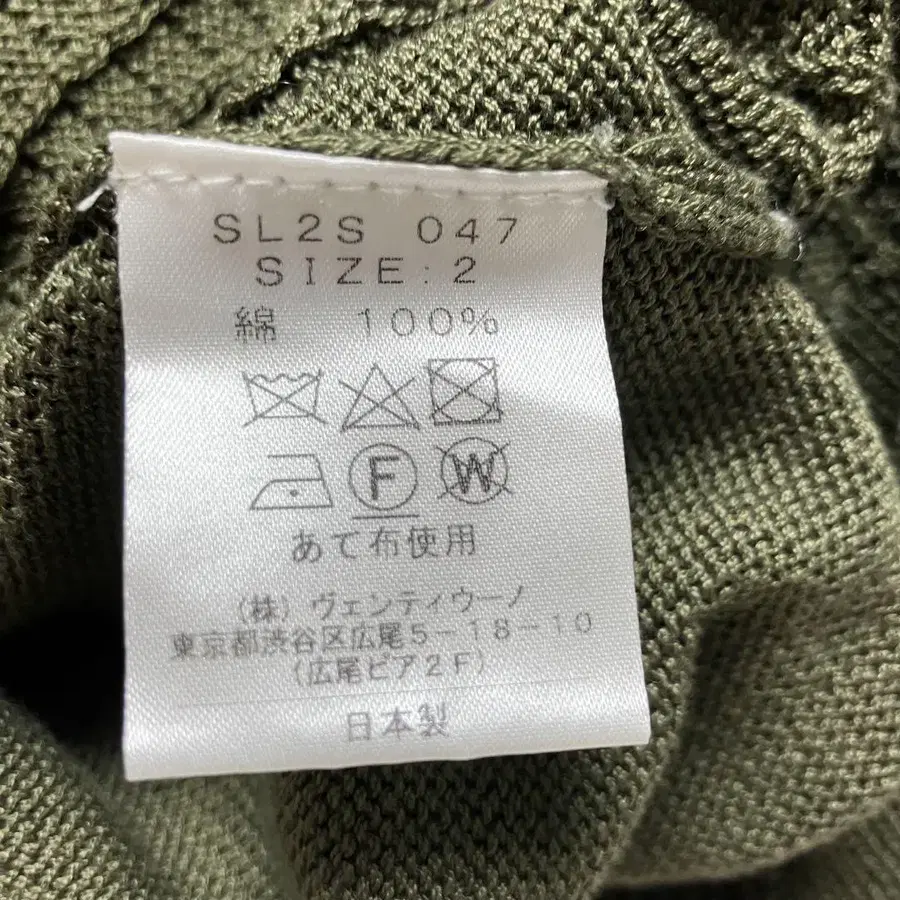 SL2S 047
SIZE:2
綿 100%
F W
あて布使用
(株) ヴェンティウーノ
東京都渋谷区広尾5-18-10
(広尾ピア2F)
日本製